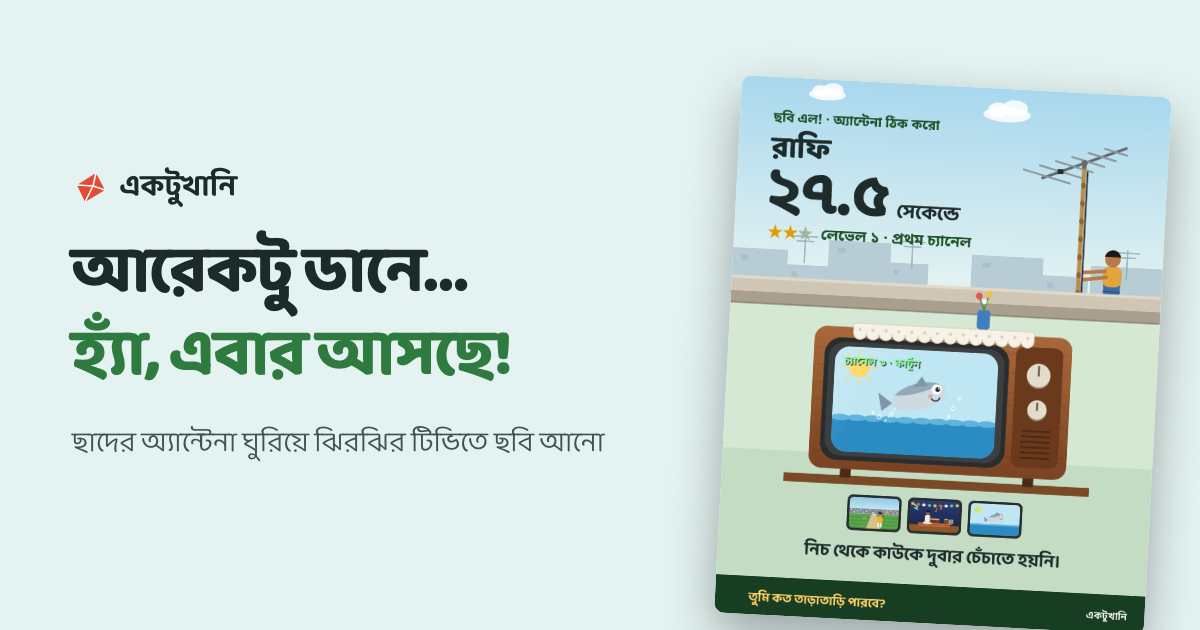 একটুখানি
আরেকটু ডানে...
হ্যাঁ, এবার আসছে!
ছাদের অ্যান্টেনা ঘুরিয়ে ঝিরঝির টিভিতে ছবি আনো
ছবি এল! · অ্যান্টেনা ঠিক করো
রাফি
২৭.৫ সেকেন্ডে
লেভেল ১ · প্রথম চ্যানেল
চ্যানেল ৩ · কার্টুন
নিচ থেকে কাউকে দুবার চেঁচাতে হয়নি।
তুমি কত তাড়াতাড়ি পারবে?
একটুখানি